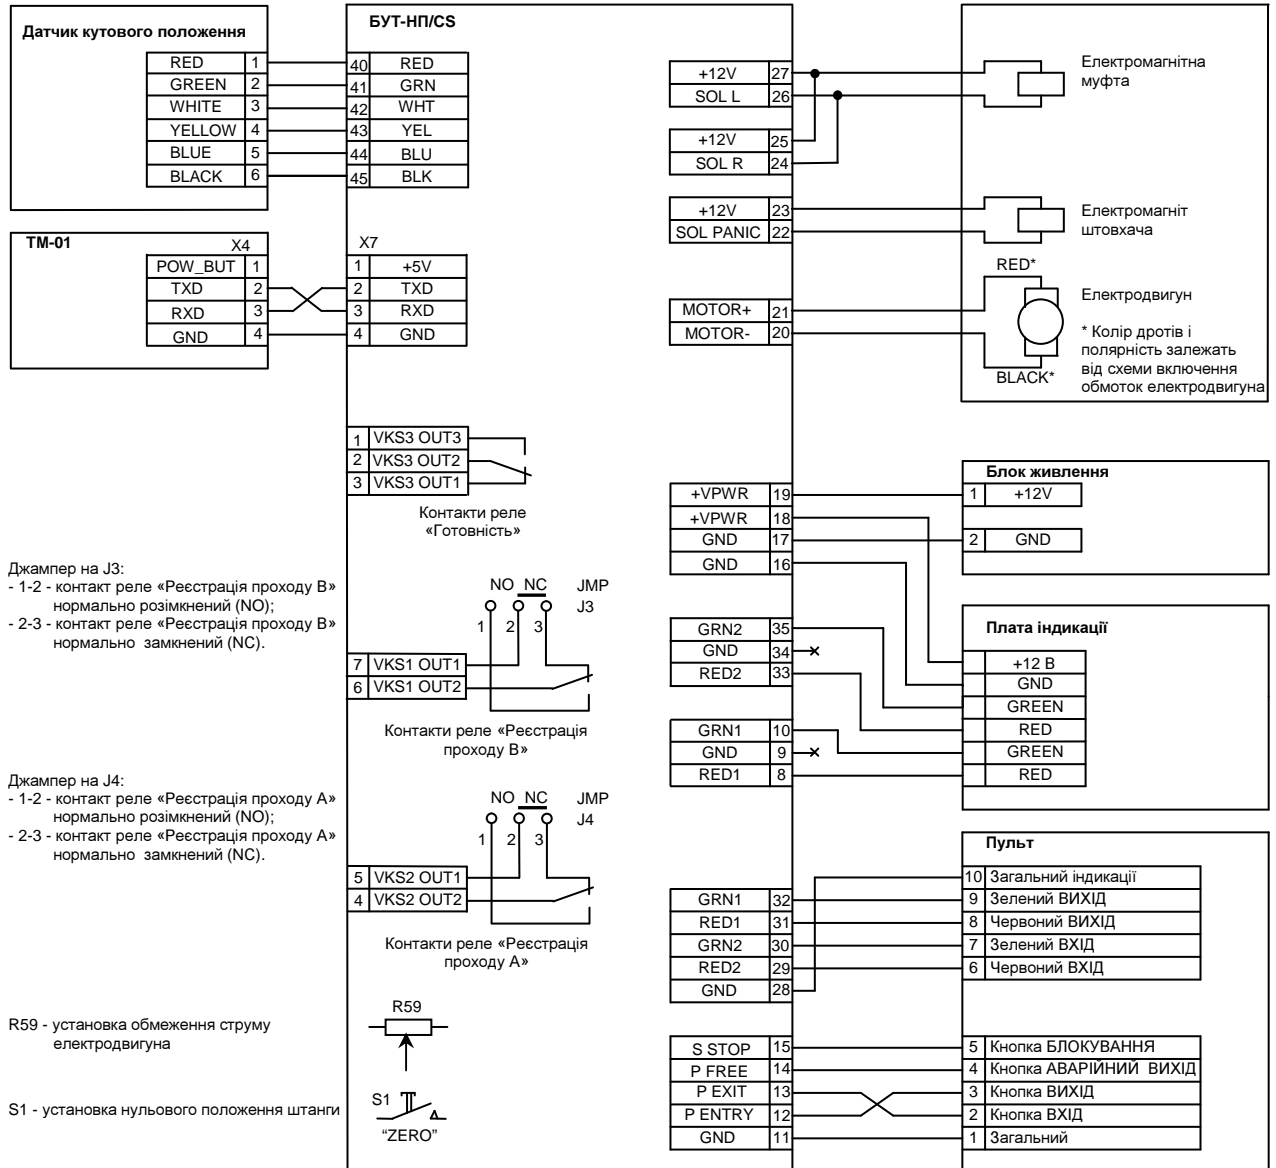 Датчик кутового положення
RED 1
GREEN 2
WHITE 3
YELLOW 4
BLUE 5
BLACK 6
ТМ-01
X4
POW_BUT 1
TXD 2
RXD 3
GND 4
БУТ-НП/CS
40 RED
41 GRN
42 WHT
43 YEL
44 BLU
45 BLK
X7
1 +5V
2 TXD
3 RXD
4 GND
1 VKS3 OUT3
2 VKS3 OUT2
3 VKS3 OUT1
Контакти реле
«Готовність»
Джампер на J3:
- 1-2 - контакт реле «Реєстрація проходу В»
нормально розімкнений (NO);
- 2-3 - контакт реле «Реєстрація проходу В»
нормально замкнений (NC).
NO NC JMP
J3
1 2 3
7 VKS1 OUT1
6 VKS1 OUT2
Контакти реле «Реєстрація
проходу В»
Джампер на J4:
- 1-2 - контакт реле «Реєстрація проходу А»
нормально розімкнений (NO);
- 2-3 - контакт реле «Реєстрація проходу А»
нормально замкнений (NC).
NO NC JMP
J4
1 2 3
5 VKS2 OUT1
4 VKS2 OUT2
Контакти реле «Реєстрація
проходу А»
R59 - установка обмеження струму
електродвигуна
R59
S1 - установка нульового положення штанги
S1
“ZERO”
+12V 27
SOL L 26
+12V 25
SOL R 24
+12V 23
SOL PANIC 22
MOTOR+ 21
MOTOR- 20
+VPWR 19
+VPWR 18
GND 17
GND 16
GRN2 35
GND 34
RED2 33
GRN1 10
GND 9
RED1 8
GRN1 32
RED1 31
GRN2 30
RED2 29
GND 28
S STOP 15
P FREE 14
P EXIT 13
P ENTRY 12
GND 11
Електромагнітна
муфта
Електромагніт
штовхача
RED*
Електродвигун
BLACK*
* Колір дротів і
полярність залежать
від схеми включення
обмоток електродвигуна
Блок живлення
1 +12V
2 GND
Плата індикації
+12 В
GND
GREEN
RED
GREEN
RED
Пульт
10 Загальний індикації
9 Зелений ВИХІД
8 Червоний ВИХІД
7 Зелений ВХІД
6 Червоний ВХІД
5 Кнопка БЛОКУВАННЯ
4 Кнопка АВАРІЙНИЙ ВИХІД
3 Кнопка ВИХІД
2 Кнопка ВХІД
1 Загальний